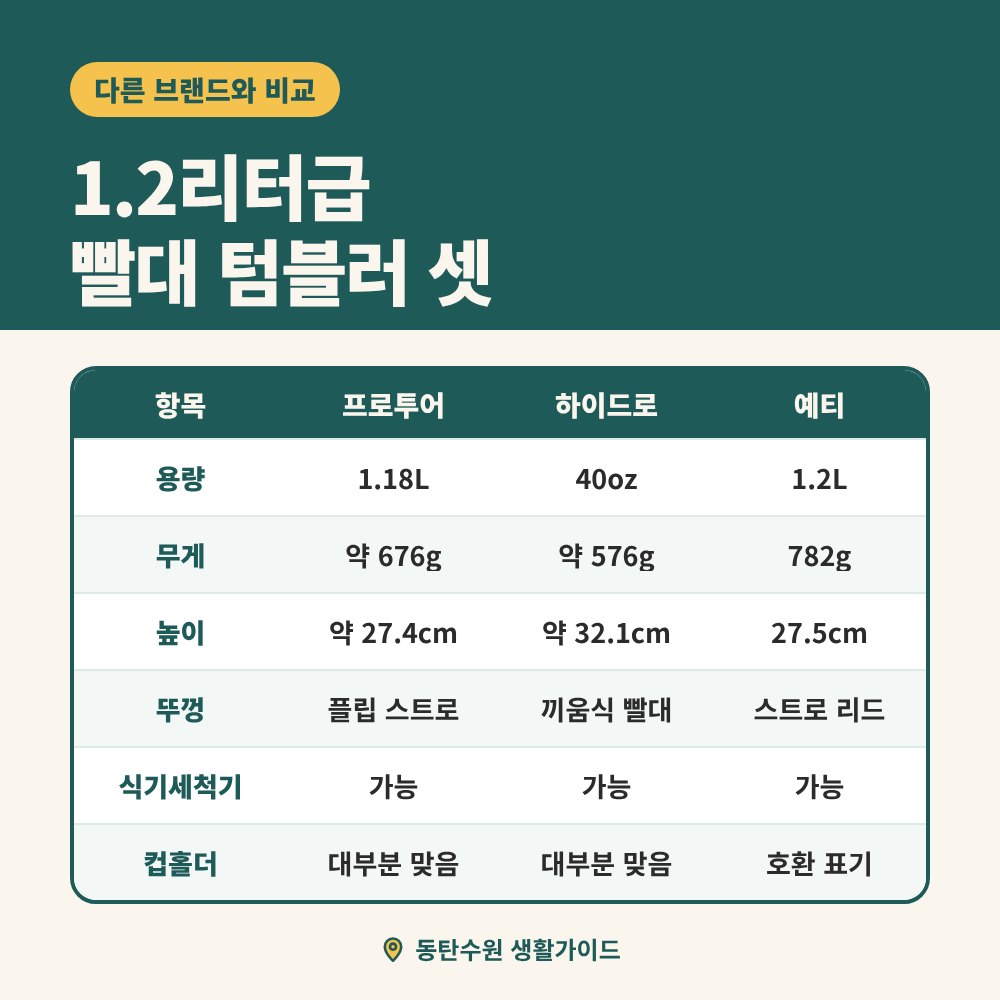 다른 브랜드와 비교
1.2리터급
빨대 텀블러 셋
항목 프로투어 하이드로 예티
용량 1.18L 40oz 1.2L
무게 약 676g 약 576g 782g
높이 약 27.4cm 약 32.1cm 27.5cm
뚜껑 플립 스트로 끼움식 빨대 스트로 리드
식기세척기 가능 가능 가능
컵홀더 대부분 맞음 대부분 맞음 호환 표기
동탄수원 생활가이드